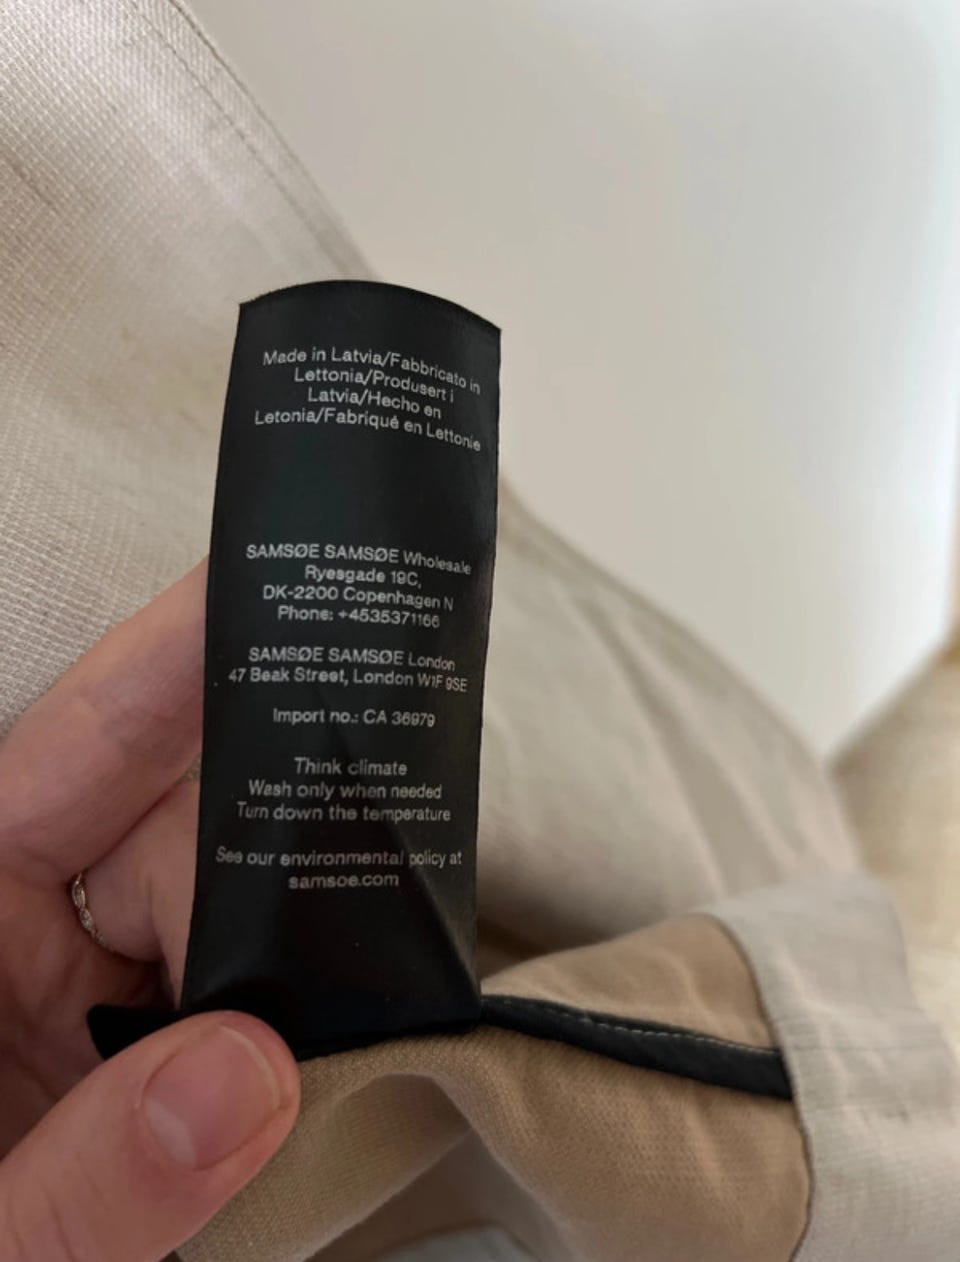 Made in Latvia/Fabbricato in
Lettonia/Produsert i
Latvia/Hecho en
Letonia/Fabriqué en Lettonie
SAMSØE SAMSØE Wholesale
Ryesgade 19C,
DK-2200 Copenhagen N
Phone: +4535371166
SAMSØE SAMSØE London
47 Beak Street, London W1F 9SE
Import no.: CA 36979
Think climate
Wash only when needed
Turn down the temperature
See our environmental policy at
samsoe.com